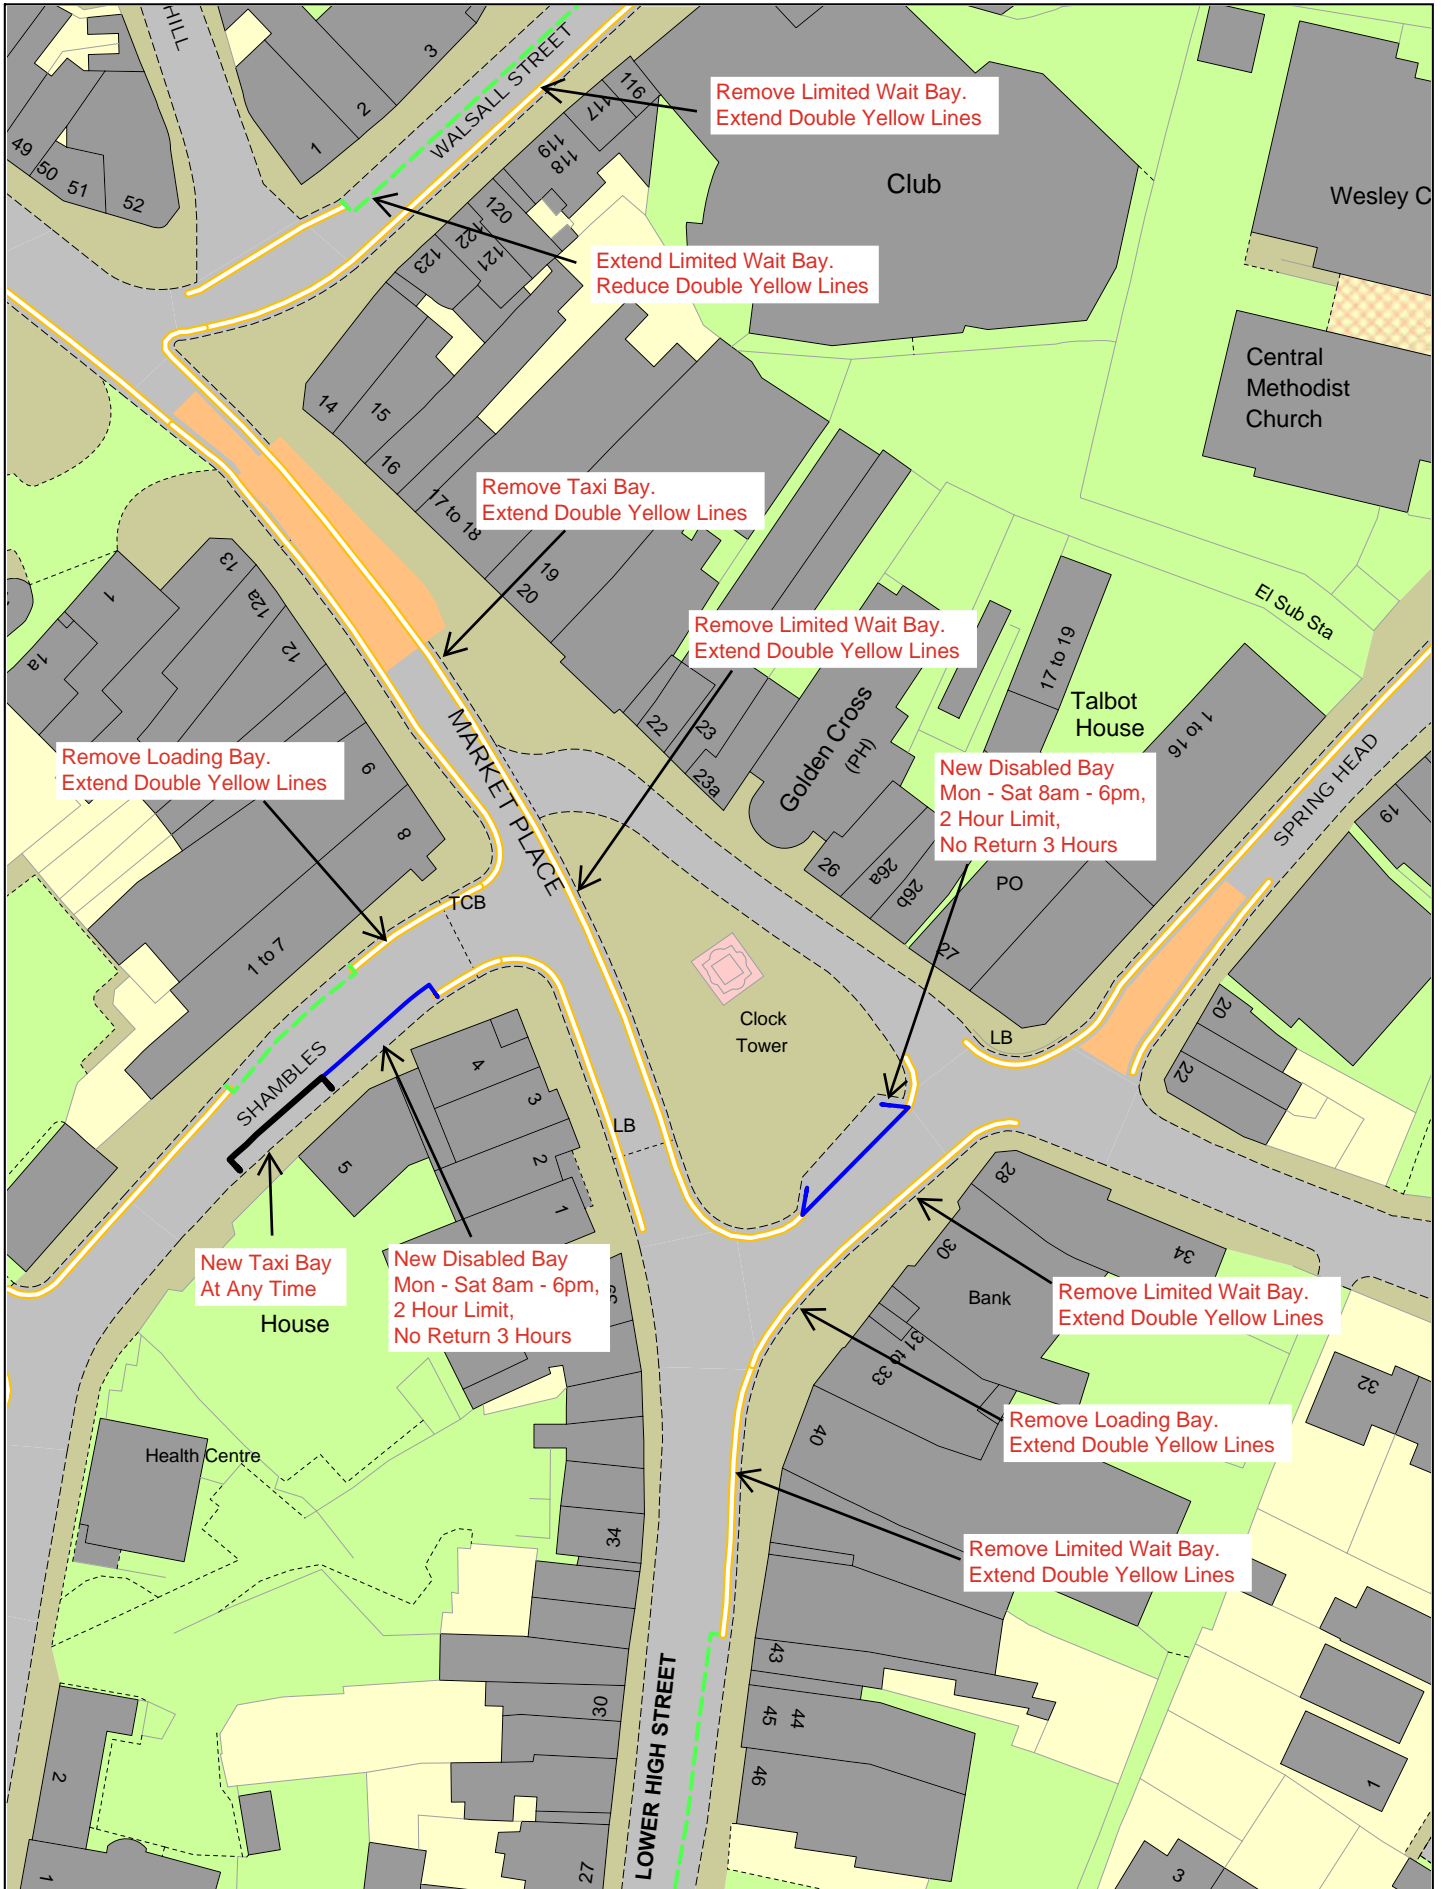 HILL
3
2
1
WALSALL STREET
116
117
118
119
49
50
51
52
Remove Limited Wait Bay.
Extend Double Yellow Lines
Club
Wesley C
120
121
122
123
Extend Limited Wait Bay.
Reduce Double Yellow Lines
Central
Methodist
Church
14
15
16
17 to 18
19
20
Remove Taxi Bay.
Extend Double Yellow Lines
13
12a
12
1
1a
El Sub Sta
Remove Limited Wait Bay.
Extend Double Yellow Lines
17 to 19
Talbot
House
1 to 16
22
23
23a
Golden Cross
(PH)
MARKET PLACE
Remove Loading Bay.
Extend Double Yellow Lines
9
8
New Disabled Bay
Mon - Sat 8am - 6pm,
2 Hour Limit,
No Return 3 Hours
SPRING HEAD
19
26
26a
26b
PO
27
TCB
1 to 7
Clock
Tower
LB
20
22
SHAMBLES
4
3
2
1
5
LB
28
30
34
New Taxi Bay
At Any Time
House
New Disabled Bay
Mon - Sat 8am - 6pm,
2 Hour Limit,
No Return 3 Hours
Bank
Remove Limited Wait Bay.
Extend Double Yellow Lines
31 to 33
32
40
Remove Loading Bay.
Extend Double Yellow Lines
Health Centre
34
Remove Limited Wait Bay.
Extend Double Yellow Lines
43
44
45
46
30
LOWER HIGH STREET
27
2
1
1
3